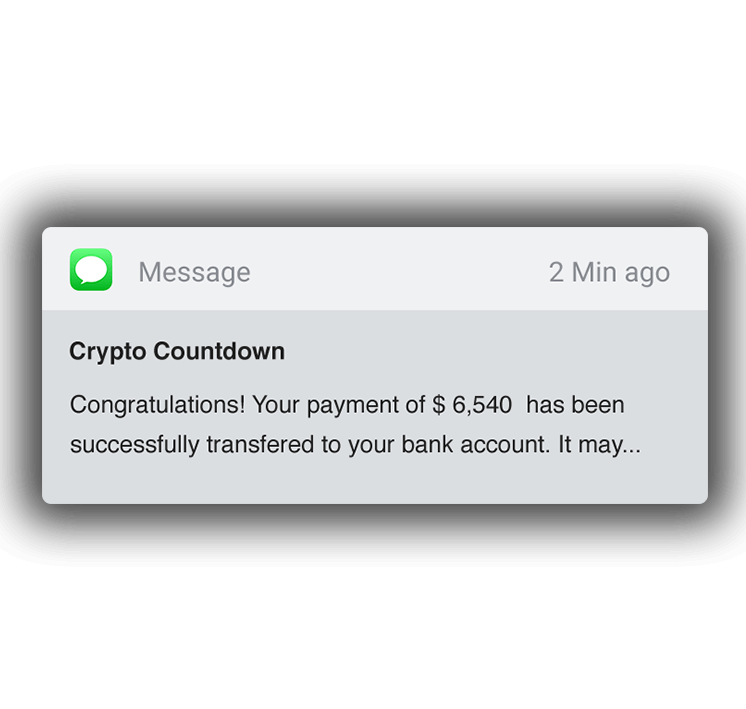 Message 2 Min ago
Crypto Countdown
Congratulations! Your payment of $ 6,540  has been
successfully transfered to your bank account. It may...